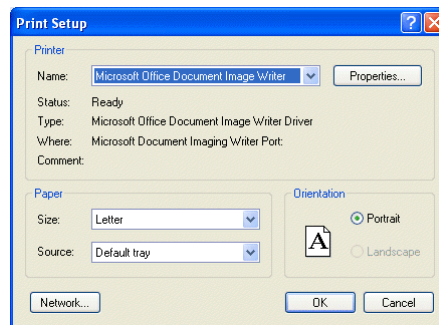 Print Setup
Printer
Name: Microsoft Office Document Image Writer Properties...
Status: Ready
Type: Microsoft Office Document Image Writer Driver
Where: Microsoft Document Imaging Writer Port:
Comment:
Paper Orientation
Size: Letter Portrait
A
Source: Default tray Landscape
Network... OK Cancel